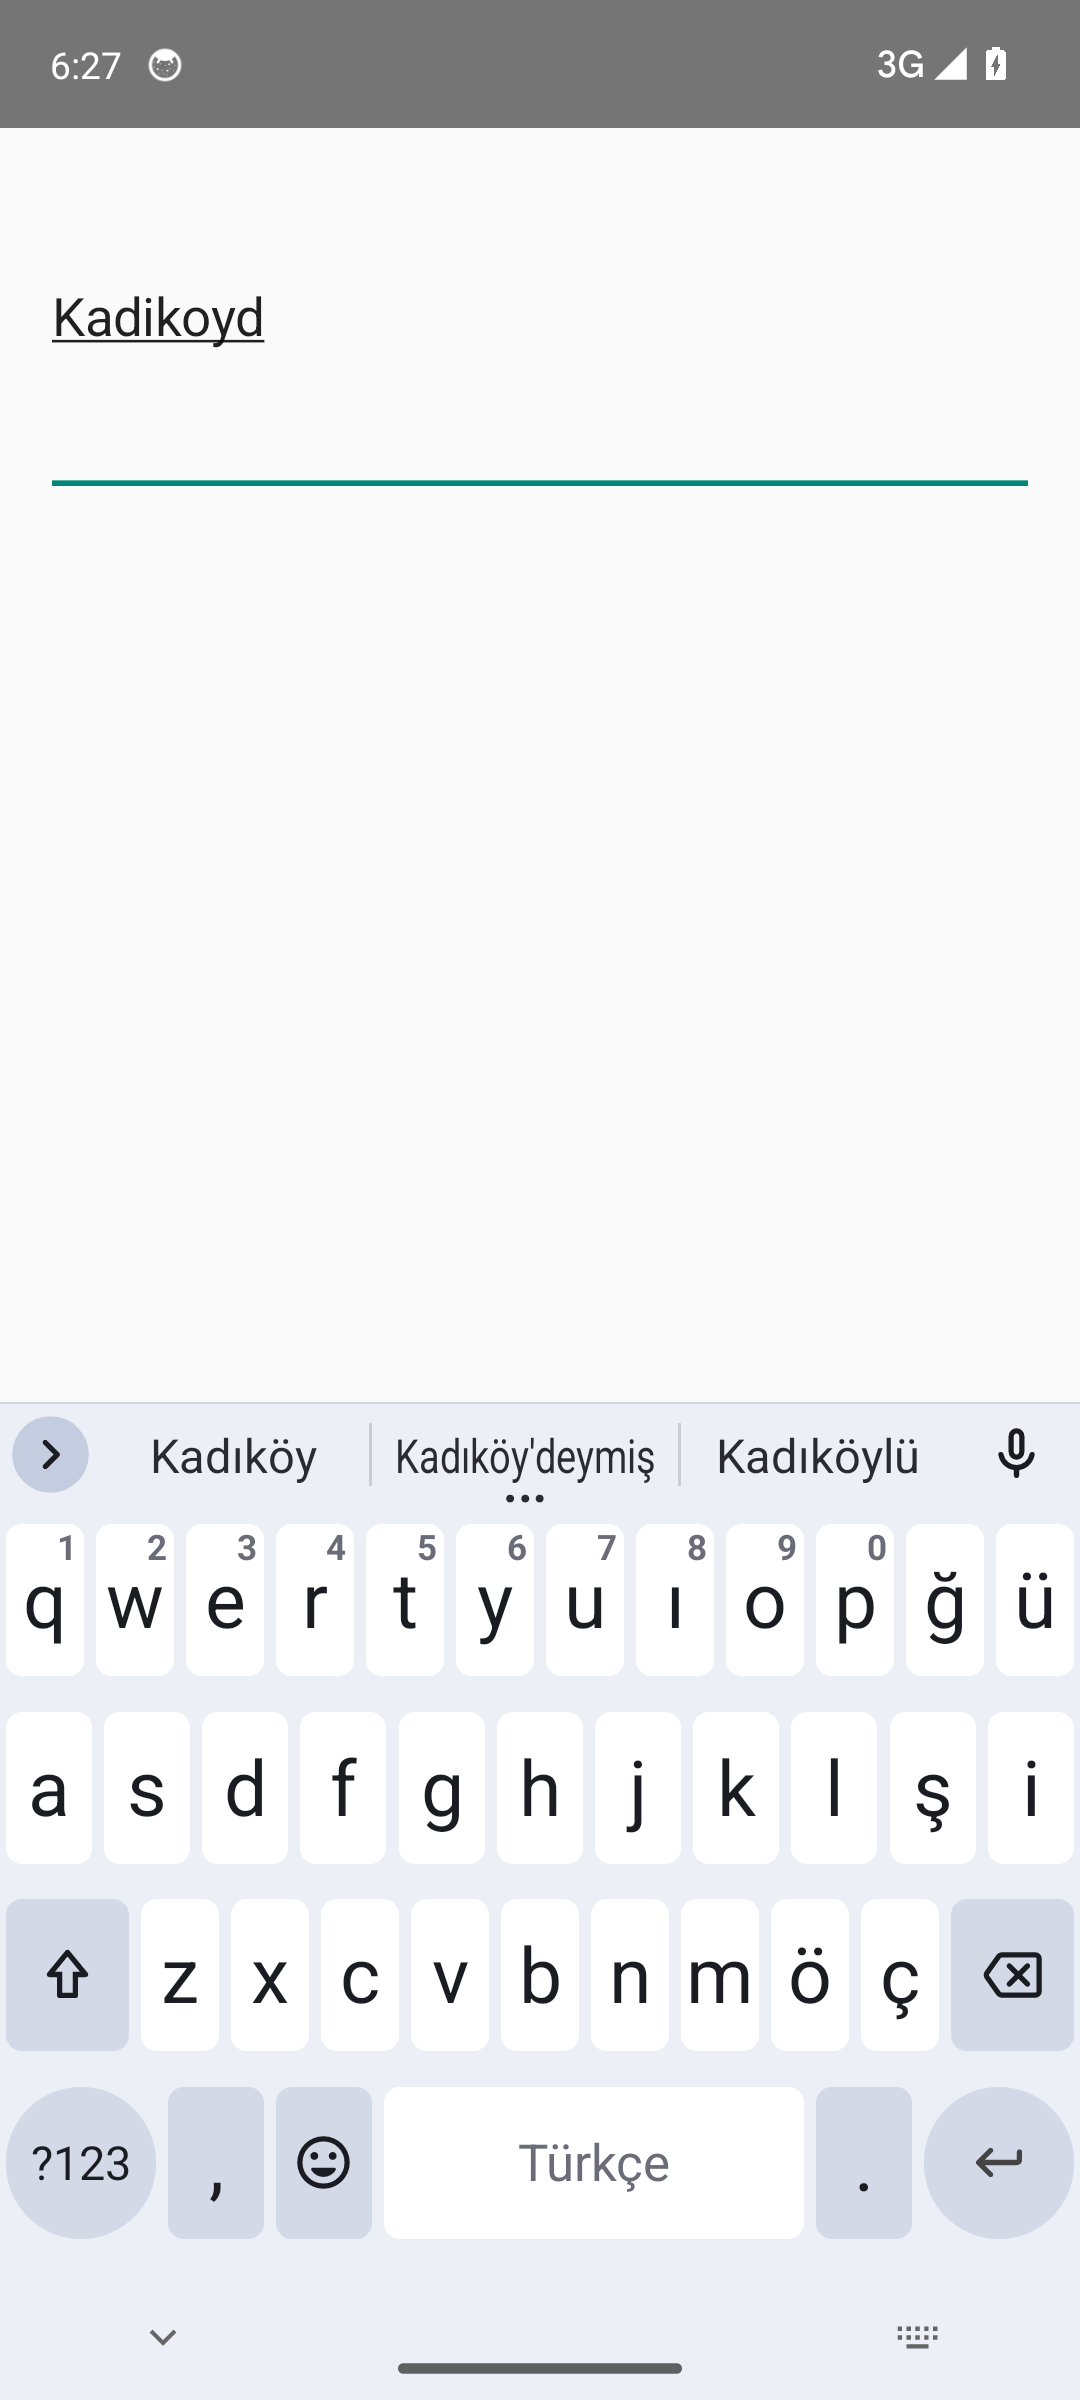 6:27 3G
Kadikoyd
Kadıköy Kadıköy'deymiş Kadıköylü
1 2 3 4 5 6 7 8 9 0
q w e r t y u ı o p ğ ü
a s d f g h j k l ş i
z x c v b n m ö ç
?123 , Türkçe .